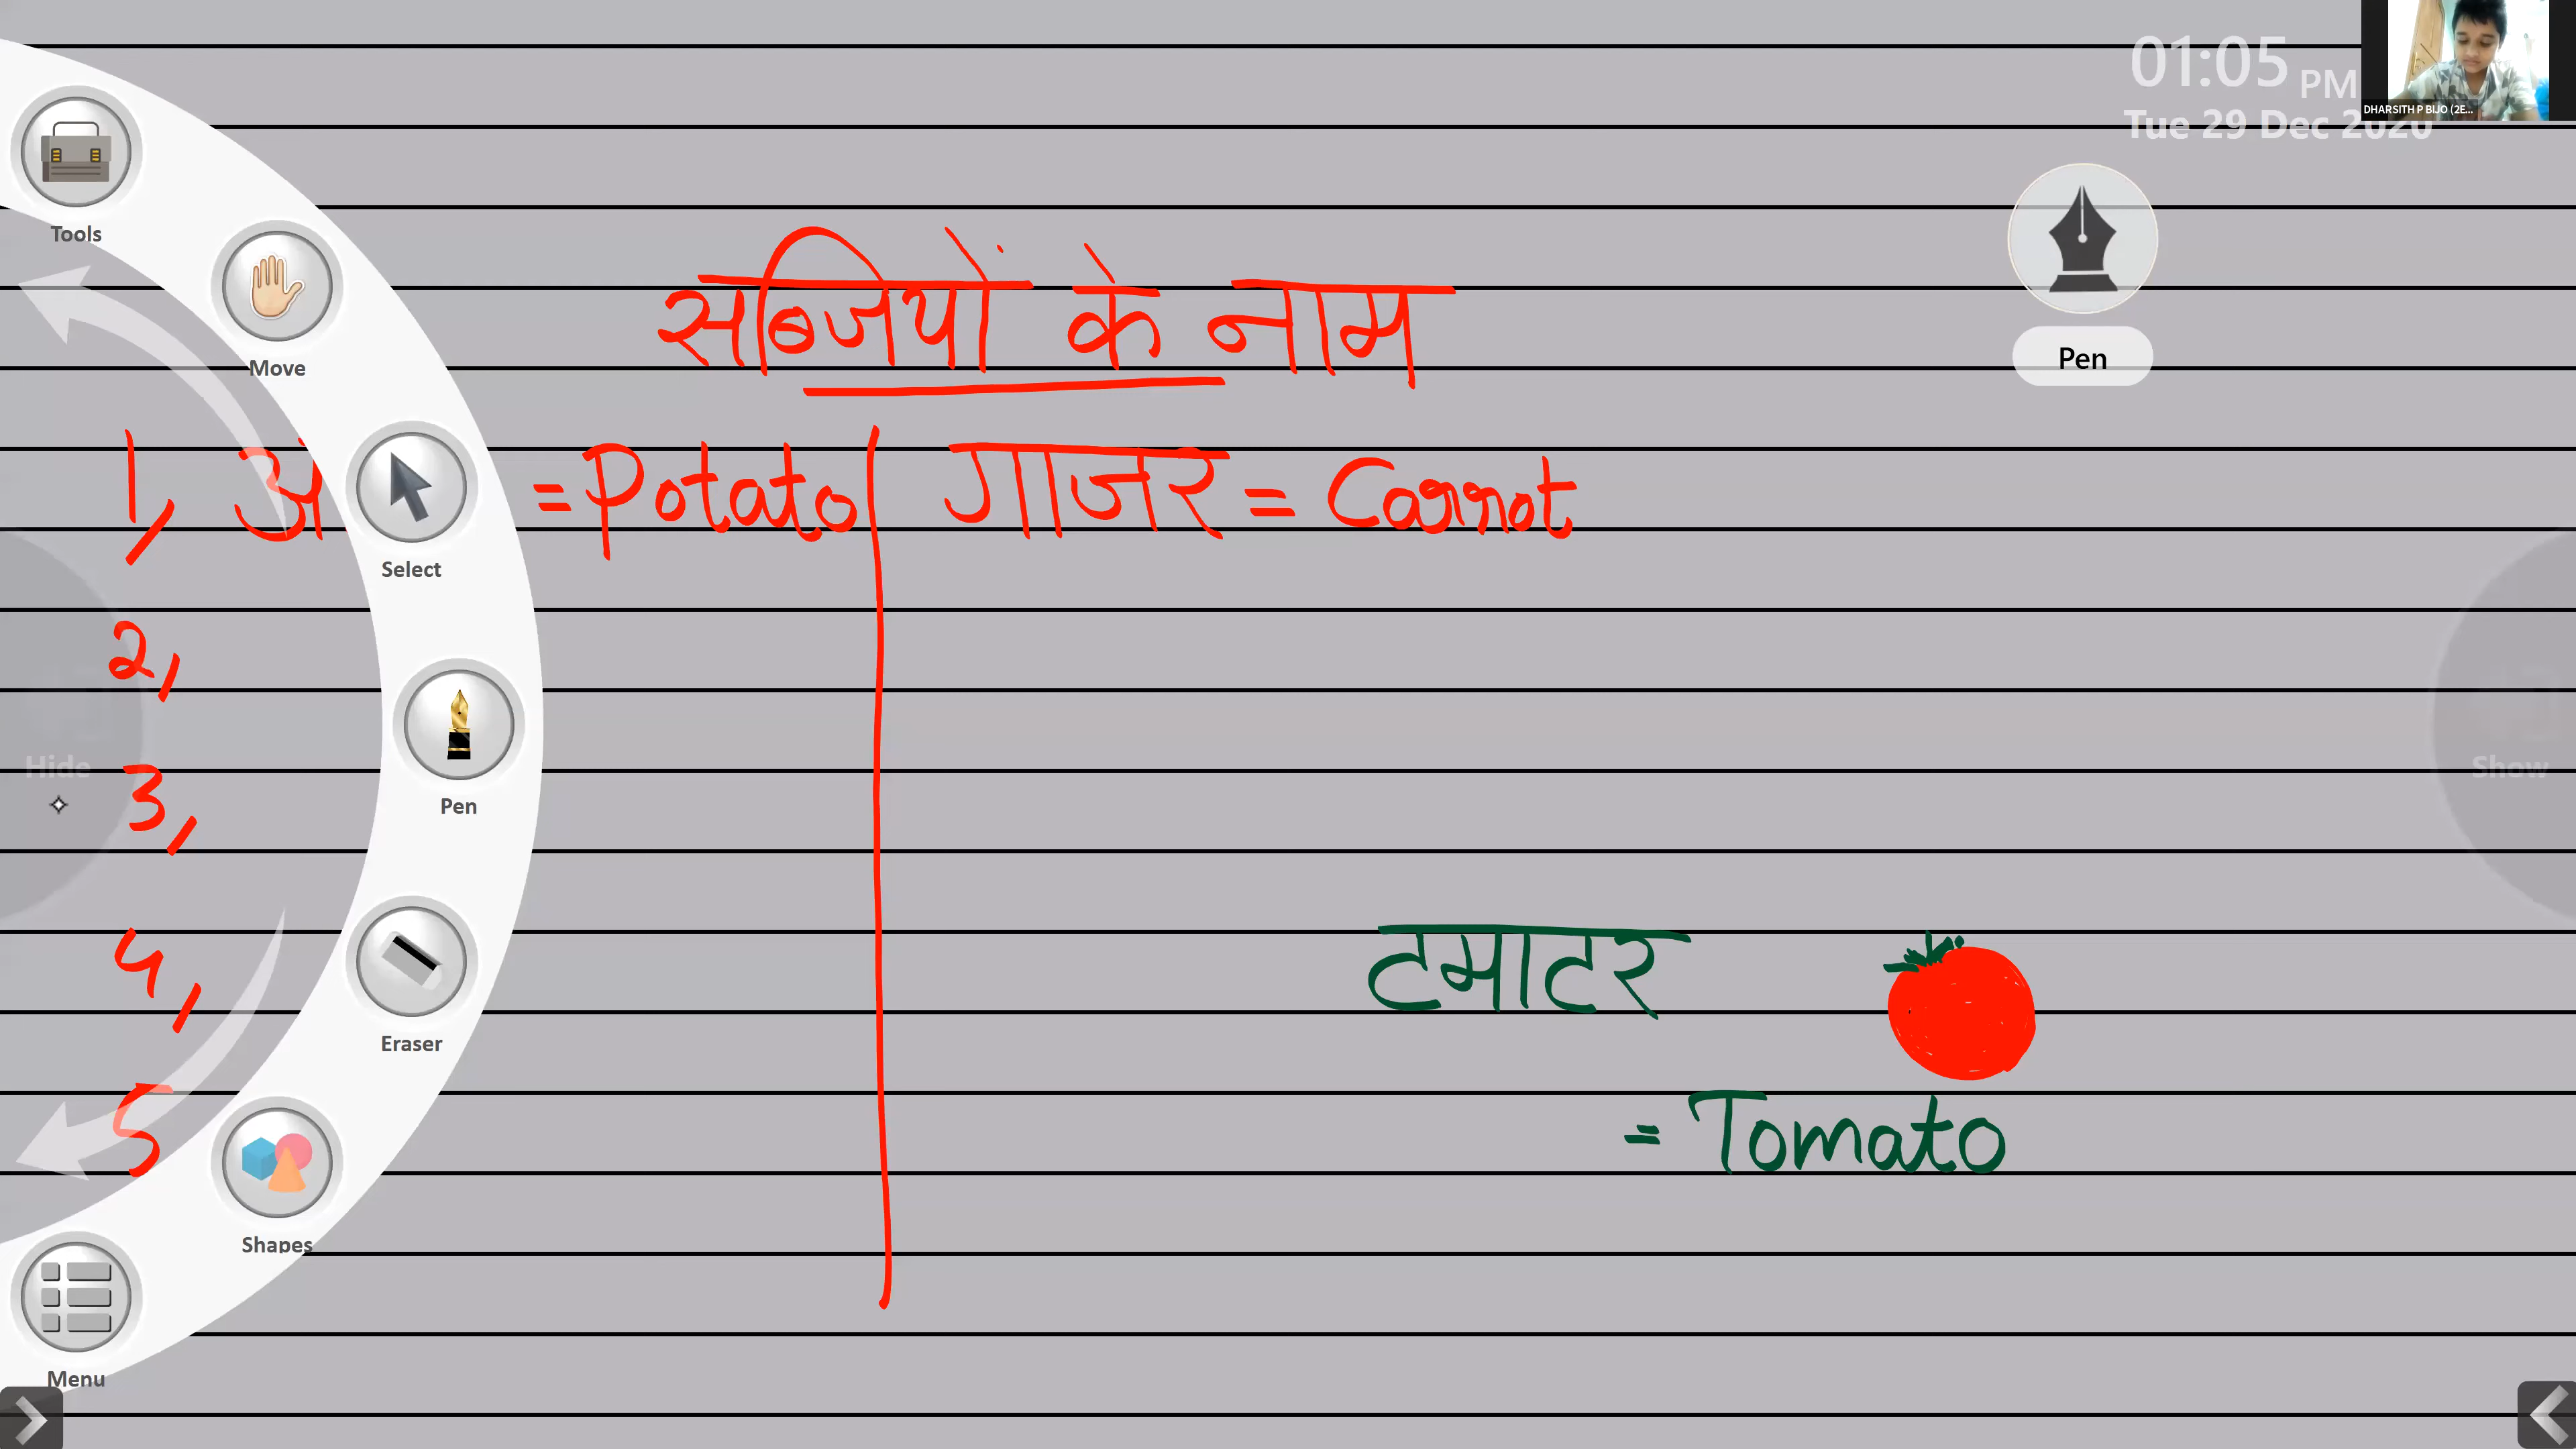 01:05 PM
Tue 29 Dec 2020
DHARSITH P BIJO (2E...
Tools
Move
Select
Pen
Eraser
Shapes
Menu
Hide
Show
Pen
सब्जियों के नाम
1, = Potato गाजर = Carrot
2,
3,
4,
5
टमाटर
= Tomato